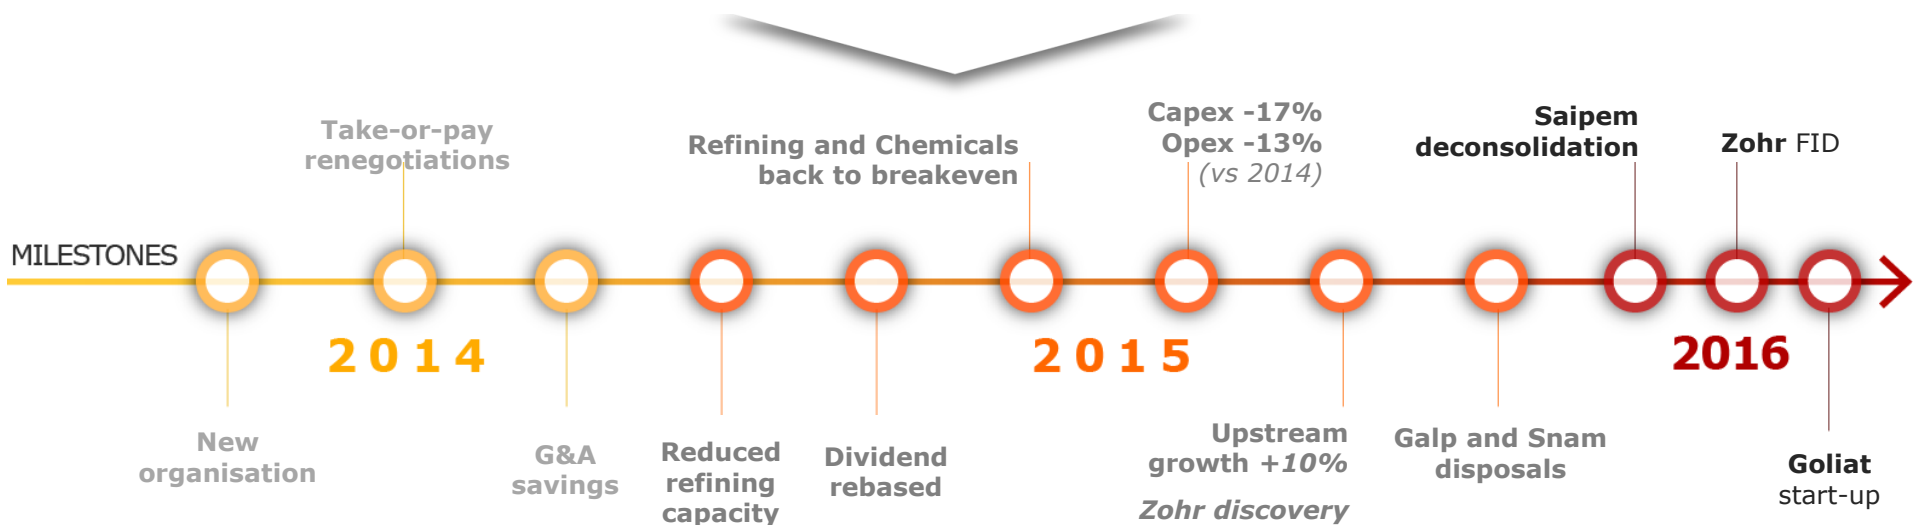 MILESTONES
Take-or-pay
renegotiations
Refining and Chemicals
back to breakeven
Capex -17%
Opex -13%
(vs 2014)
Saipem
deconsolidation
Zohr FID
2014
2015
2016
New
organisation
G&A
savings
Reduced
refining
capacity
Dividend
rebased
Upstream
growth +10%
Zohr discovery
Galp and Snam
disposals
Goliat
start-up